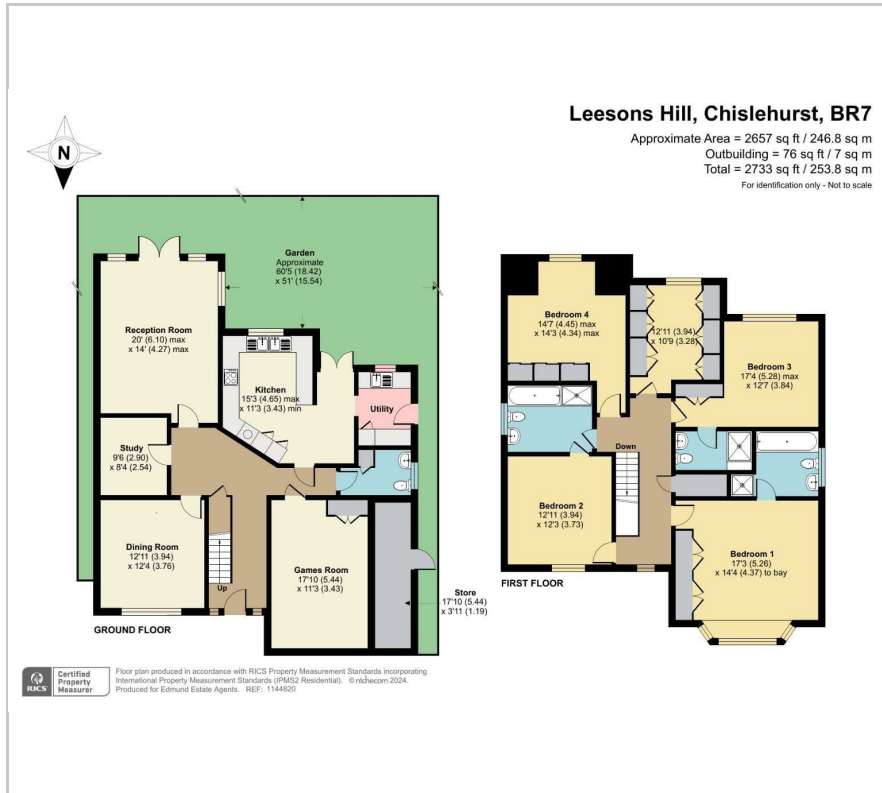 Leesons Hill, Chislehurst, BR7
Approximate Area = 2657 sq ft / 246.8 sq m
Outbuilding = 76 sq ft / 7 sq m
Total = 2733 sq ft / 253.8 sq m
For identification only - Not to scale
N
Garden
Approximate
60'5 (18.42)
x 51' (15.54)
Reception Room
20' (6.10) max
x 14' (4.27) max
Kitchen
15'3 (4.65) max
x 11'3 (3.43) min
Utility
Study
9'6 (2.90)
x 8'4 (2.54)
Dining Room
12'11 (3.94)
x 12'4 (3.76)
Up
Games Room
17'10 (5.44)
x 11'3 (3.43)
Store
17'10 (5.44)
x 3'11 (1.19)
GROUND FLOOR
Bedroom 4
14'7 (4.45) max
x 14'3 (4.34) max
12'11 (3.94)
x 10'9 (3.28)
Bedroom 3
17'4 (5.28) max
x 12'7 (3.84)
Down
Bedroom 2
12'11 (3.94)
x 12'3 (3.73)
Bedroom 1
17'3 (5.26)
x 14'4 (4.37) to bay
FIRST FLOOR
RICS
Certified
Property
Measurer
Floor plan produced in accordance with RICS Property Measurement Standards incorporating
International Property Measurement Standards (IPMS2 Residential). © nichecom 2024.
Produced for Edmund Estate Agents. REF: 1144820